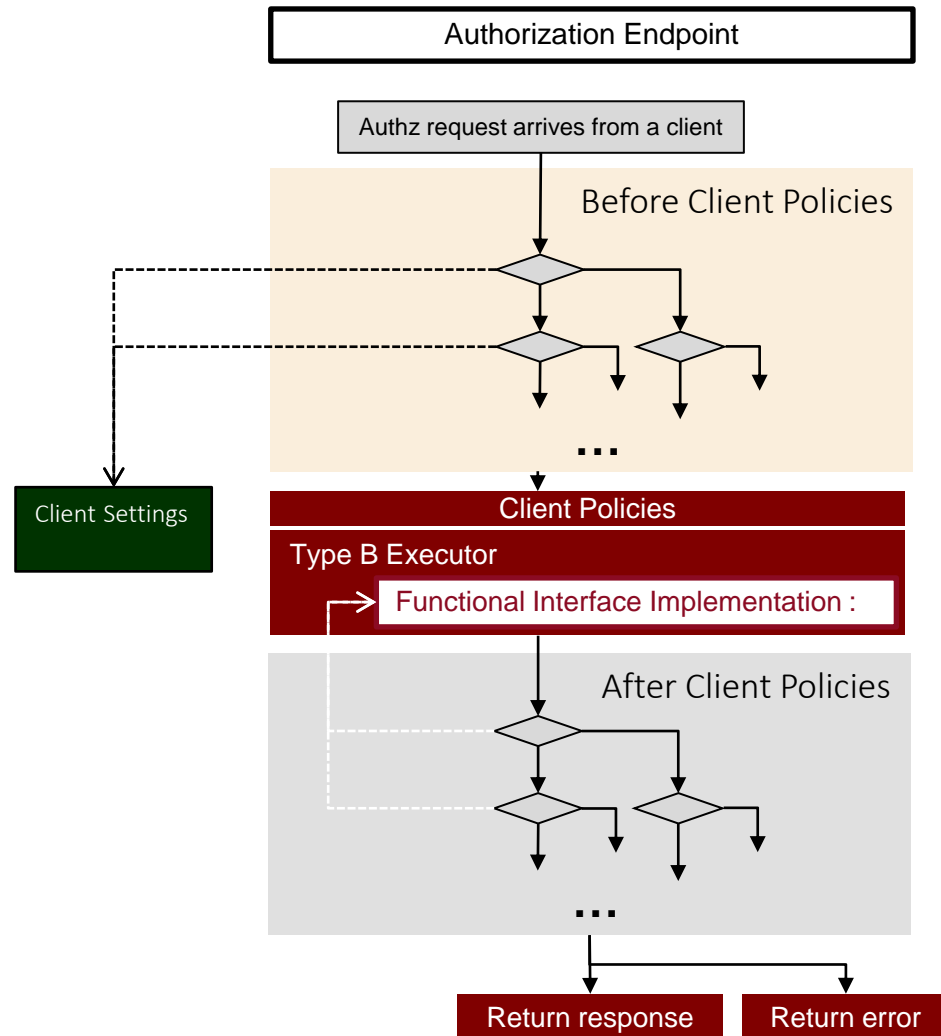 Authorization Endpoint
Authz request arrives from a client
Before Client Policies
...
Client Settings
Client Policies
Type B Executor
Functional Interface Implementation :
After Client Policies
...
Return response
Return error